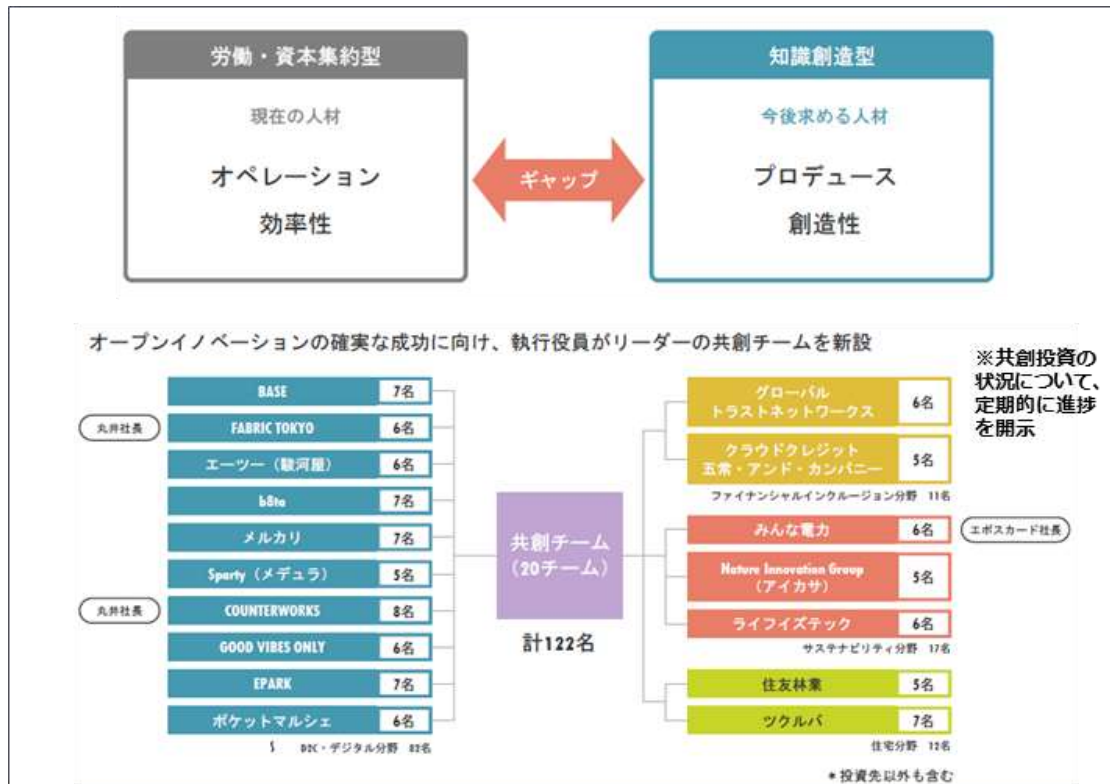 労働・資本集約型
現在の人材
オペレーション
効率性
ギャップ
知識創造型
今後求める人材
プロデュース
創造性
オープンイノベーションの確実な成功に向け、執行役員がリーダーの共創チームを新設
※共創投資の
状況について、
定期的に進捗
を開示
BASE 7名
丸井社長 FABRIC TOKYO 6名
エーツー（駿河屋） 6名
b8ta 7名
メルカリ 7名
Sparty（メデュラ） 5名
丸井社長 COUNTERWORKS 8名
GOOD VIBES ONLY 6名
EPARK 7名
ポケットマルシェ 6名
D2C・デジタル分野 82名
共創チーム
（20チーム）
計122名
グローバル
トラストネットワークス 6名
クラウドクレジット
五常・アンド・カンパニー 5名
ファイナンシャルインクルージョン分野 11名
みんな電力 6名 エポスカード社長
Nature Innovation Group
（アイカサ） 5名
ライフイズテック 6名
サステナビリティ分野 17名
住友林業 5名
ツクルバ 7名
住宅分野 12名
＊投資先以外も含む